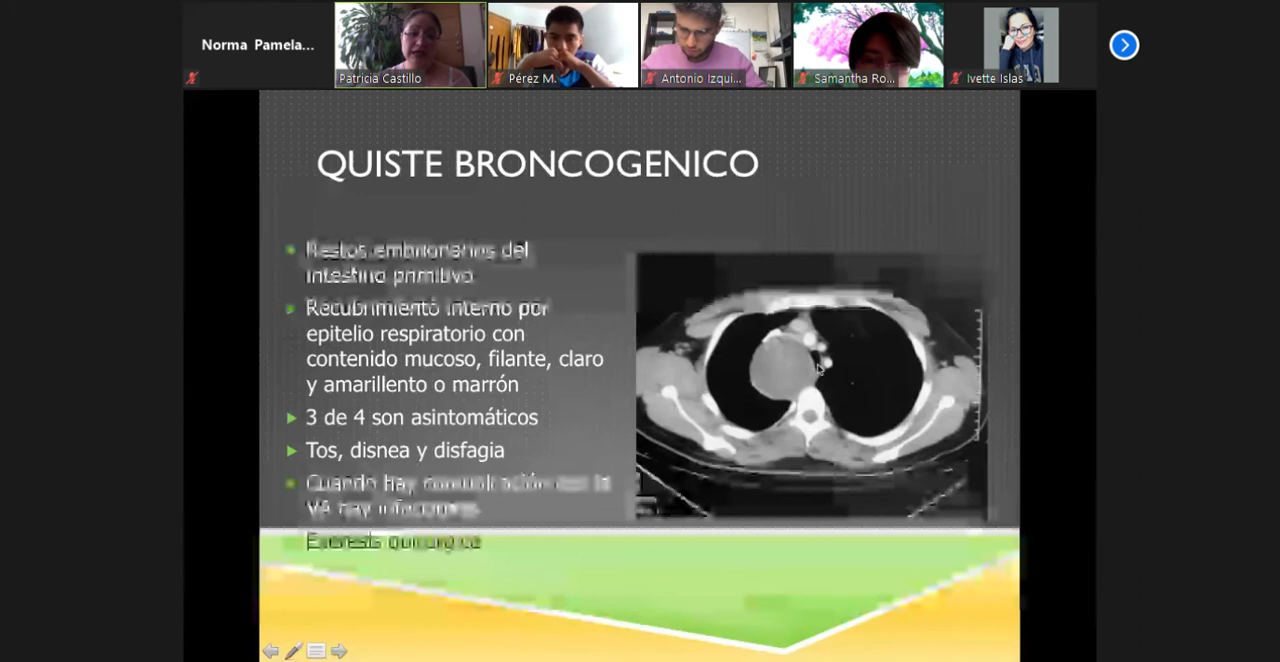 Norma Pamela...
Patricia Castillo
Pérez M.
Antonio Izqui...
Samantha Ro...
Ivette Islas
QUISTE BRONCOGENICO
Restos embrionarios del
intestino primitivo
Recubrimiento interno por
epitelio respiratorio con
contenido mucoso, filante, claro
y amarillento o marrón
3 de 4 son asintomáticos
Tos, disnea y disfagia
Cuando hay comunicación con la
VA hay infecciones